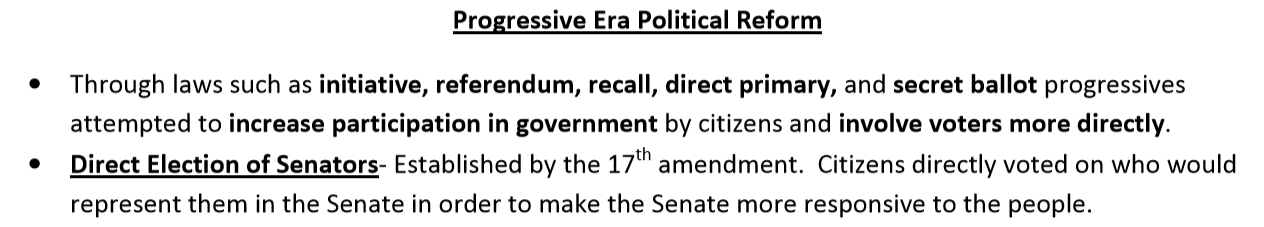 Progressive Era Political Reform
• Through laws such as initiative, referendum, recall, direct primary, and secret ballot progressives
attempted to increase participation in government by citizens and involve voters more directly.
• Direct Election of Senators- Established by the 17th amendment.  Citizens directly voted on who would
represent them in the Senate in order to make the Senate more responsive to the people.